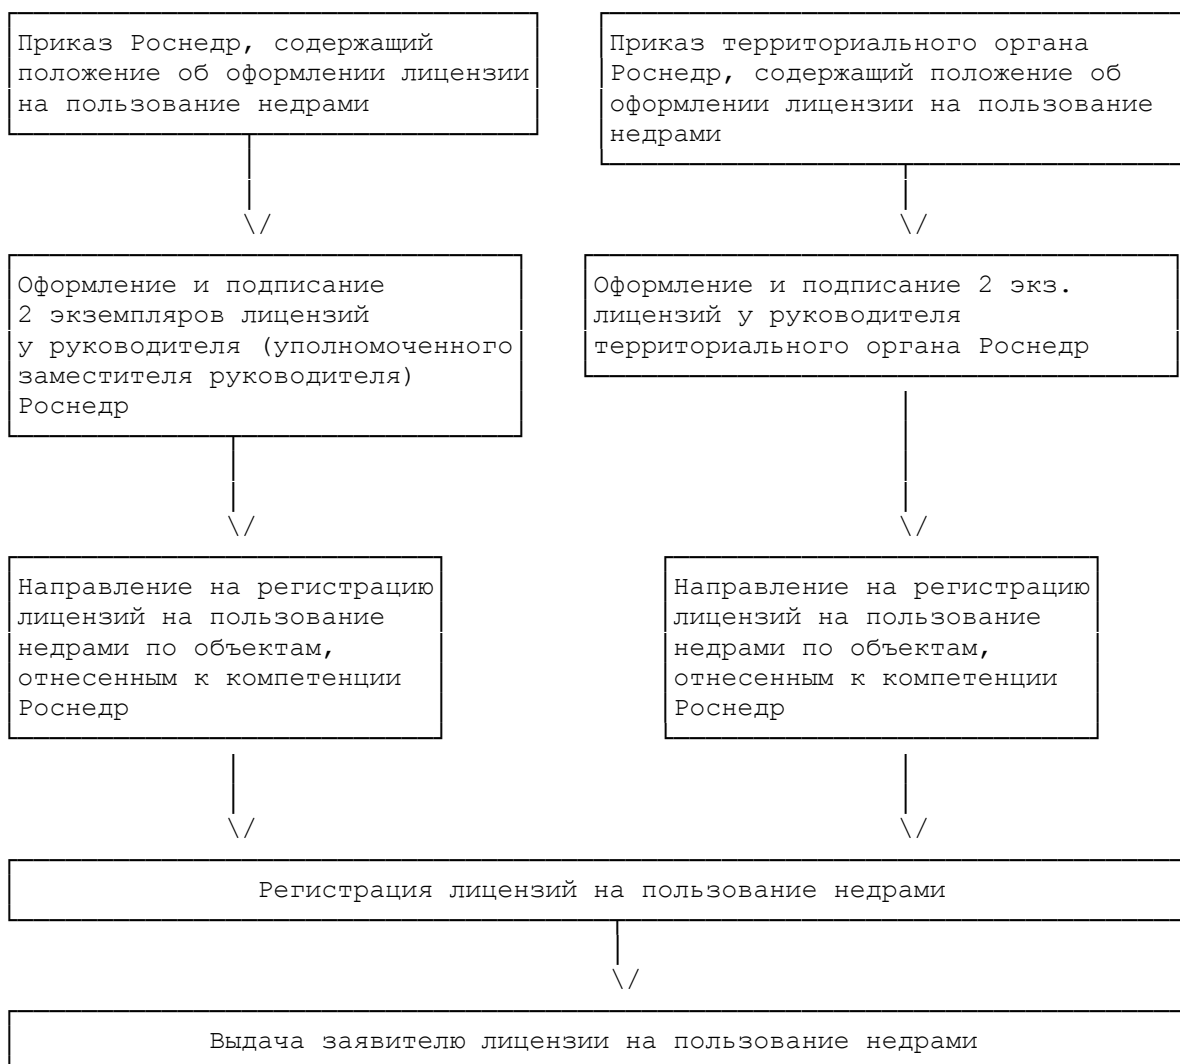 Приказ Роснедр, содержащий
положение об оформлении лицензии
на пользование недрами
Приказ территориального органа
Роснедр, содержащий положение об
оформлении лицензии на пользование
недрами
Оформление и подписание
2 экземпляров лицензий
у руководителя (уполномоченного
заместителя руководителя)
Роснедр
Оформление и подписание 2 экз.
лицензий у руководителя
территориального органа Роснедр
Направление на регистрацию
лицензий на пользование
недрами по объектам,
отнесенным к компетенции
Роснедр
Направление на регистрацию
лицензий на пользование
недрами по объектам,
отнесенным к компетенции
Роснедр
Регистрация лицензий на пользование недрами
Выдача заявителю лицензии на пользование недрами